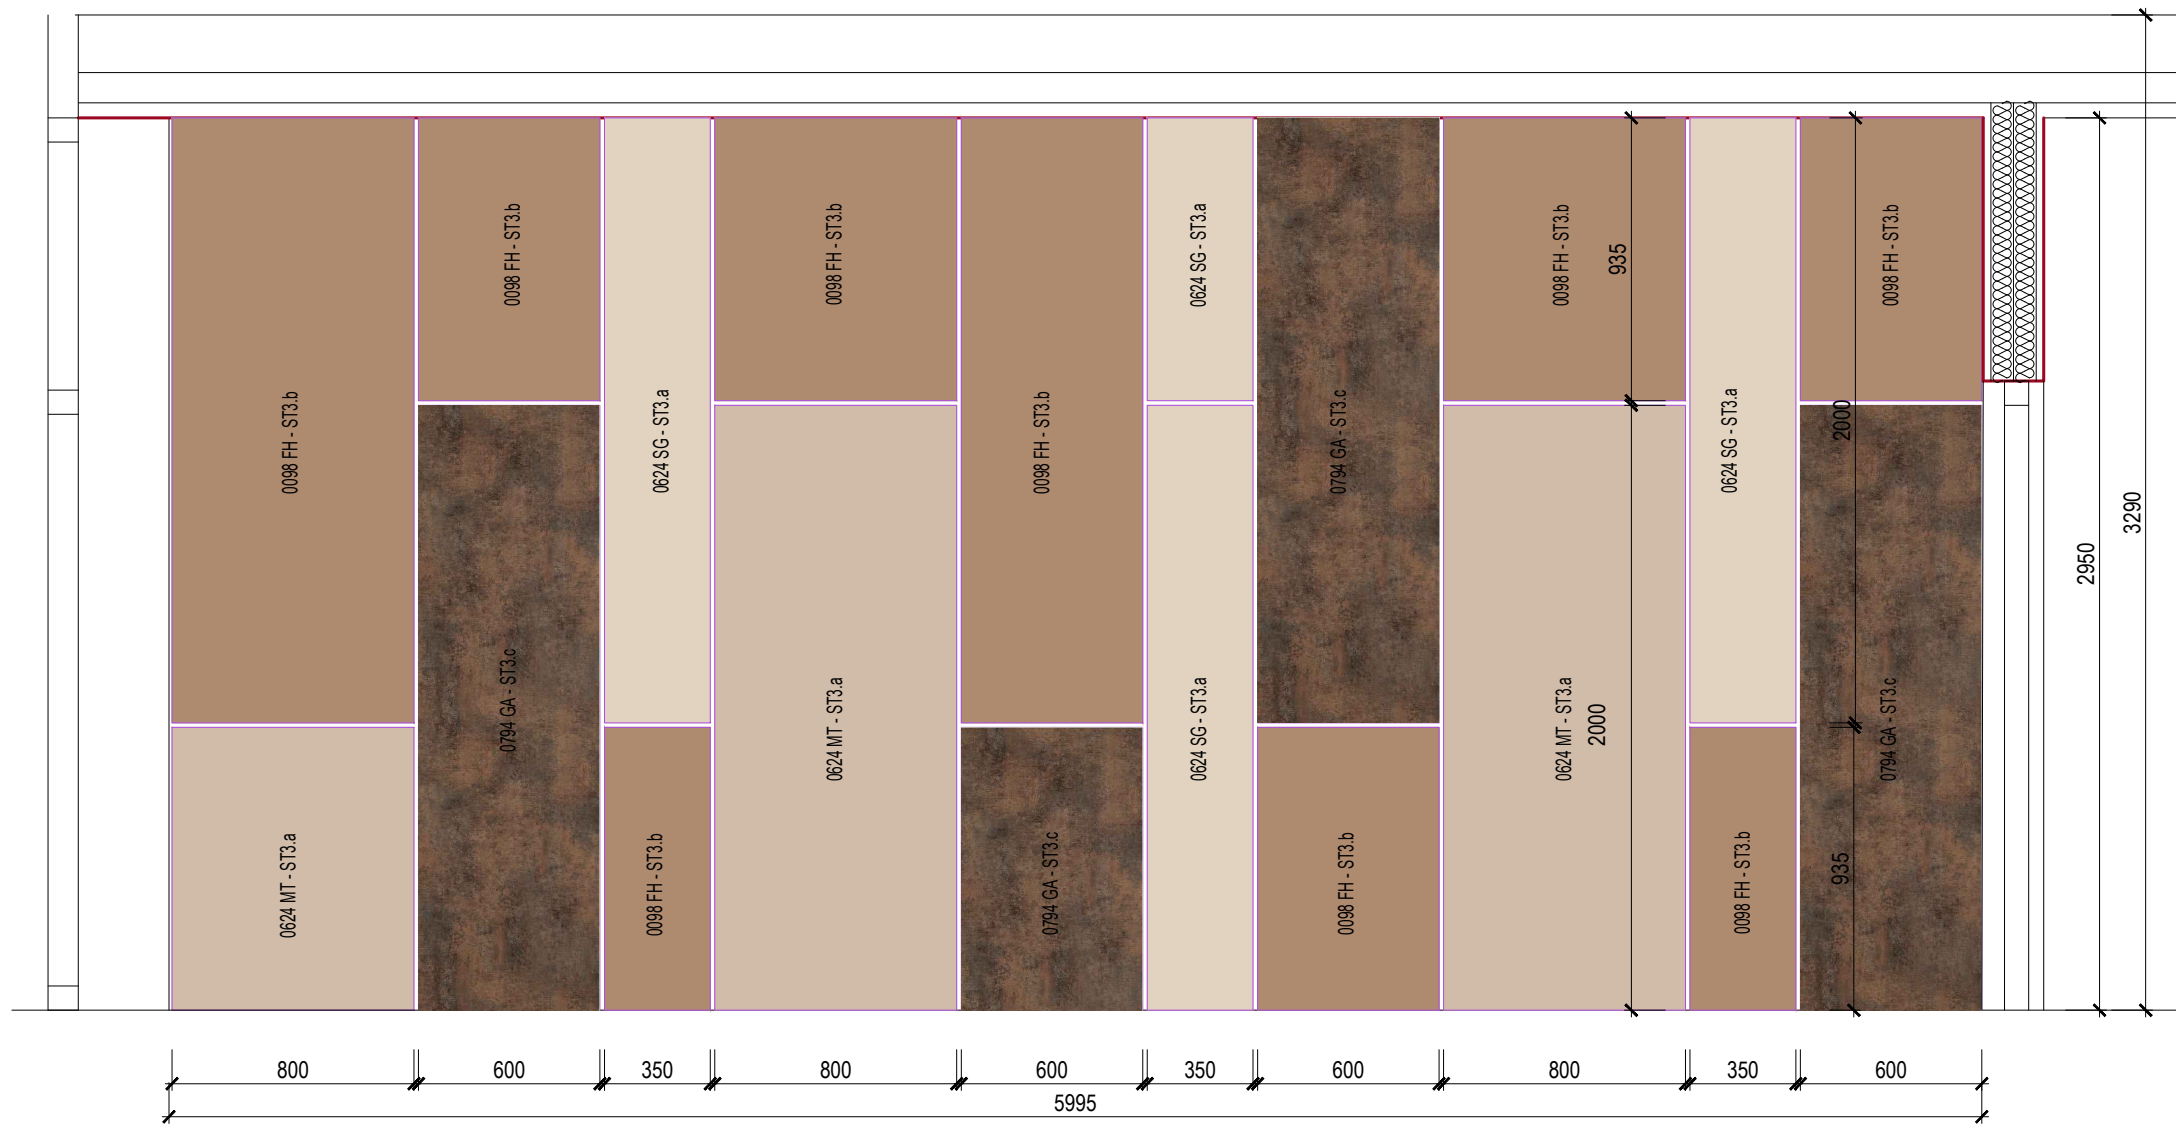 0098 FH - ST3.b
0624 MT - ST3.a
0098 FH - ST3.b
0794 GA - ST3.c
0624 SG - ST3.a
0098 FH - ST3.b
0098 FH - ST3.b
0624 MT - ST3.a
0098 FH - ST3.b
0794 GA - ST3.c
0624 SG - ST3.a
0624 SG - ST3.a
0794 GA - ST3.c
0098 FH - ST3.b
0098 FH - ST3.b
935
0624 MT - ST3.a
2000
0624 SG - ST3.a
0098 FH - ST3.b
2000
935
0098 FH - ST3.b
0794 GA - ST3.c
2950
3290
800
600
350
800
600
350
600
800
350
600
5995